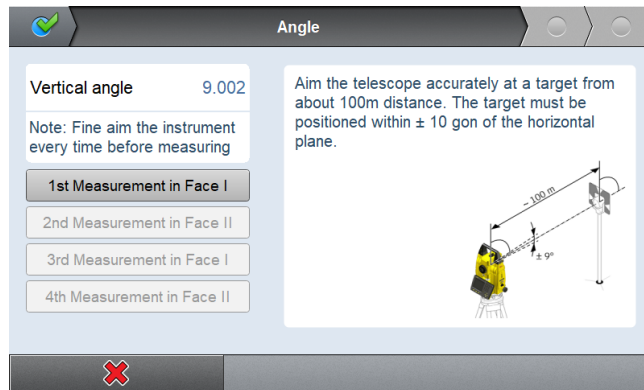 Angle
Vertical angle 9.002
Note: Fine aim the instrument
every time before measuring
1st Measurement in Face I
2nd Measurement in Face II
3rd Measurement in Face I
4th Measurement in Face II
Aim the telescope accurately at a target from
about 100m distance. The target must be
positioned within ± 10 gon of the horizontal
plane.
~ 100 m
± 9°